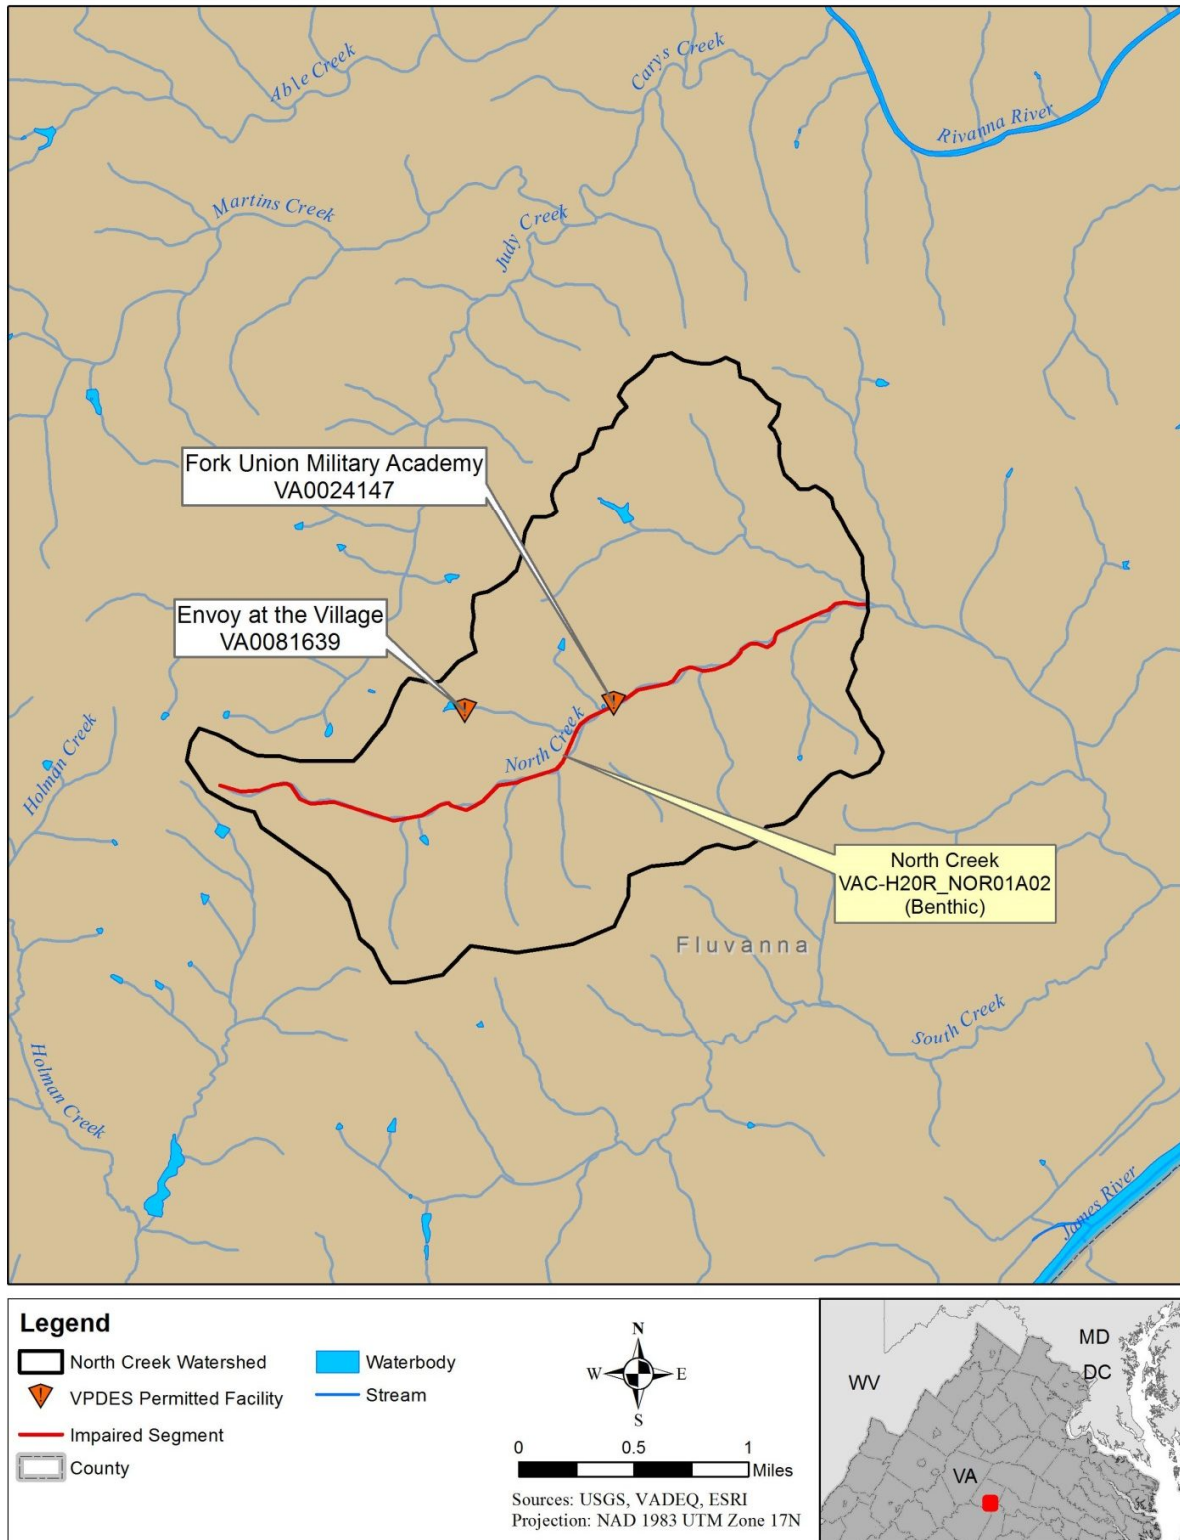 Able Creek
Carys Creek
Rivanna River
Martins Creek
Judy Creek
Fork Union Military Academy
VA0024147
Envoy at the Village
VA0081639
Holman Creek
North Creek
North Creek
VAC-H20R_NOR01A02
(Benthic)
Fluvanna
South Creek
Holman Creek
James River
Legend
North Creek Watershed
VPDES Permitted Facility
Impaired Segment
County
Waterbody
Stream
N
W
E
S
0 0.5 1
Miles
Sources: USGS, VADEQ, ESRI
Projection: NAD 1983 UTM Zone 17N
MD
DC
WV
VA